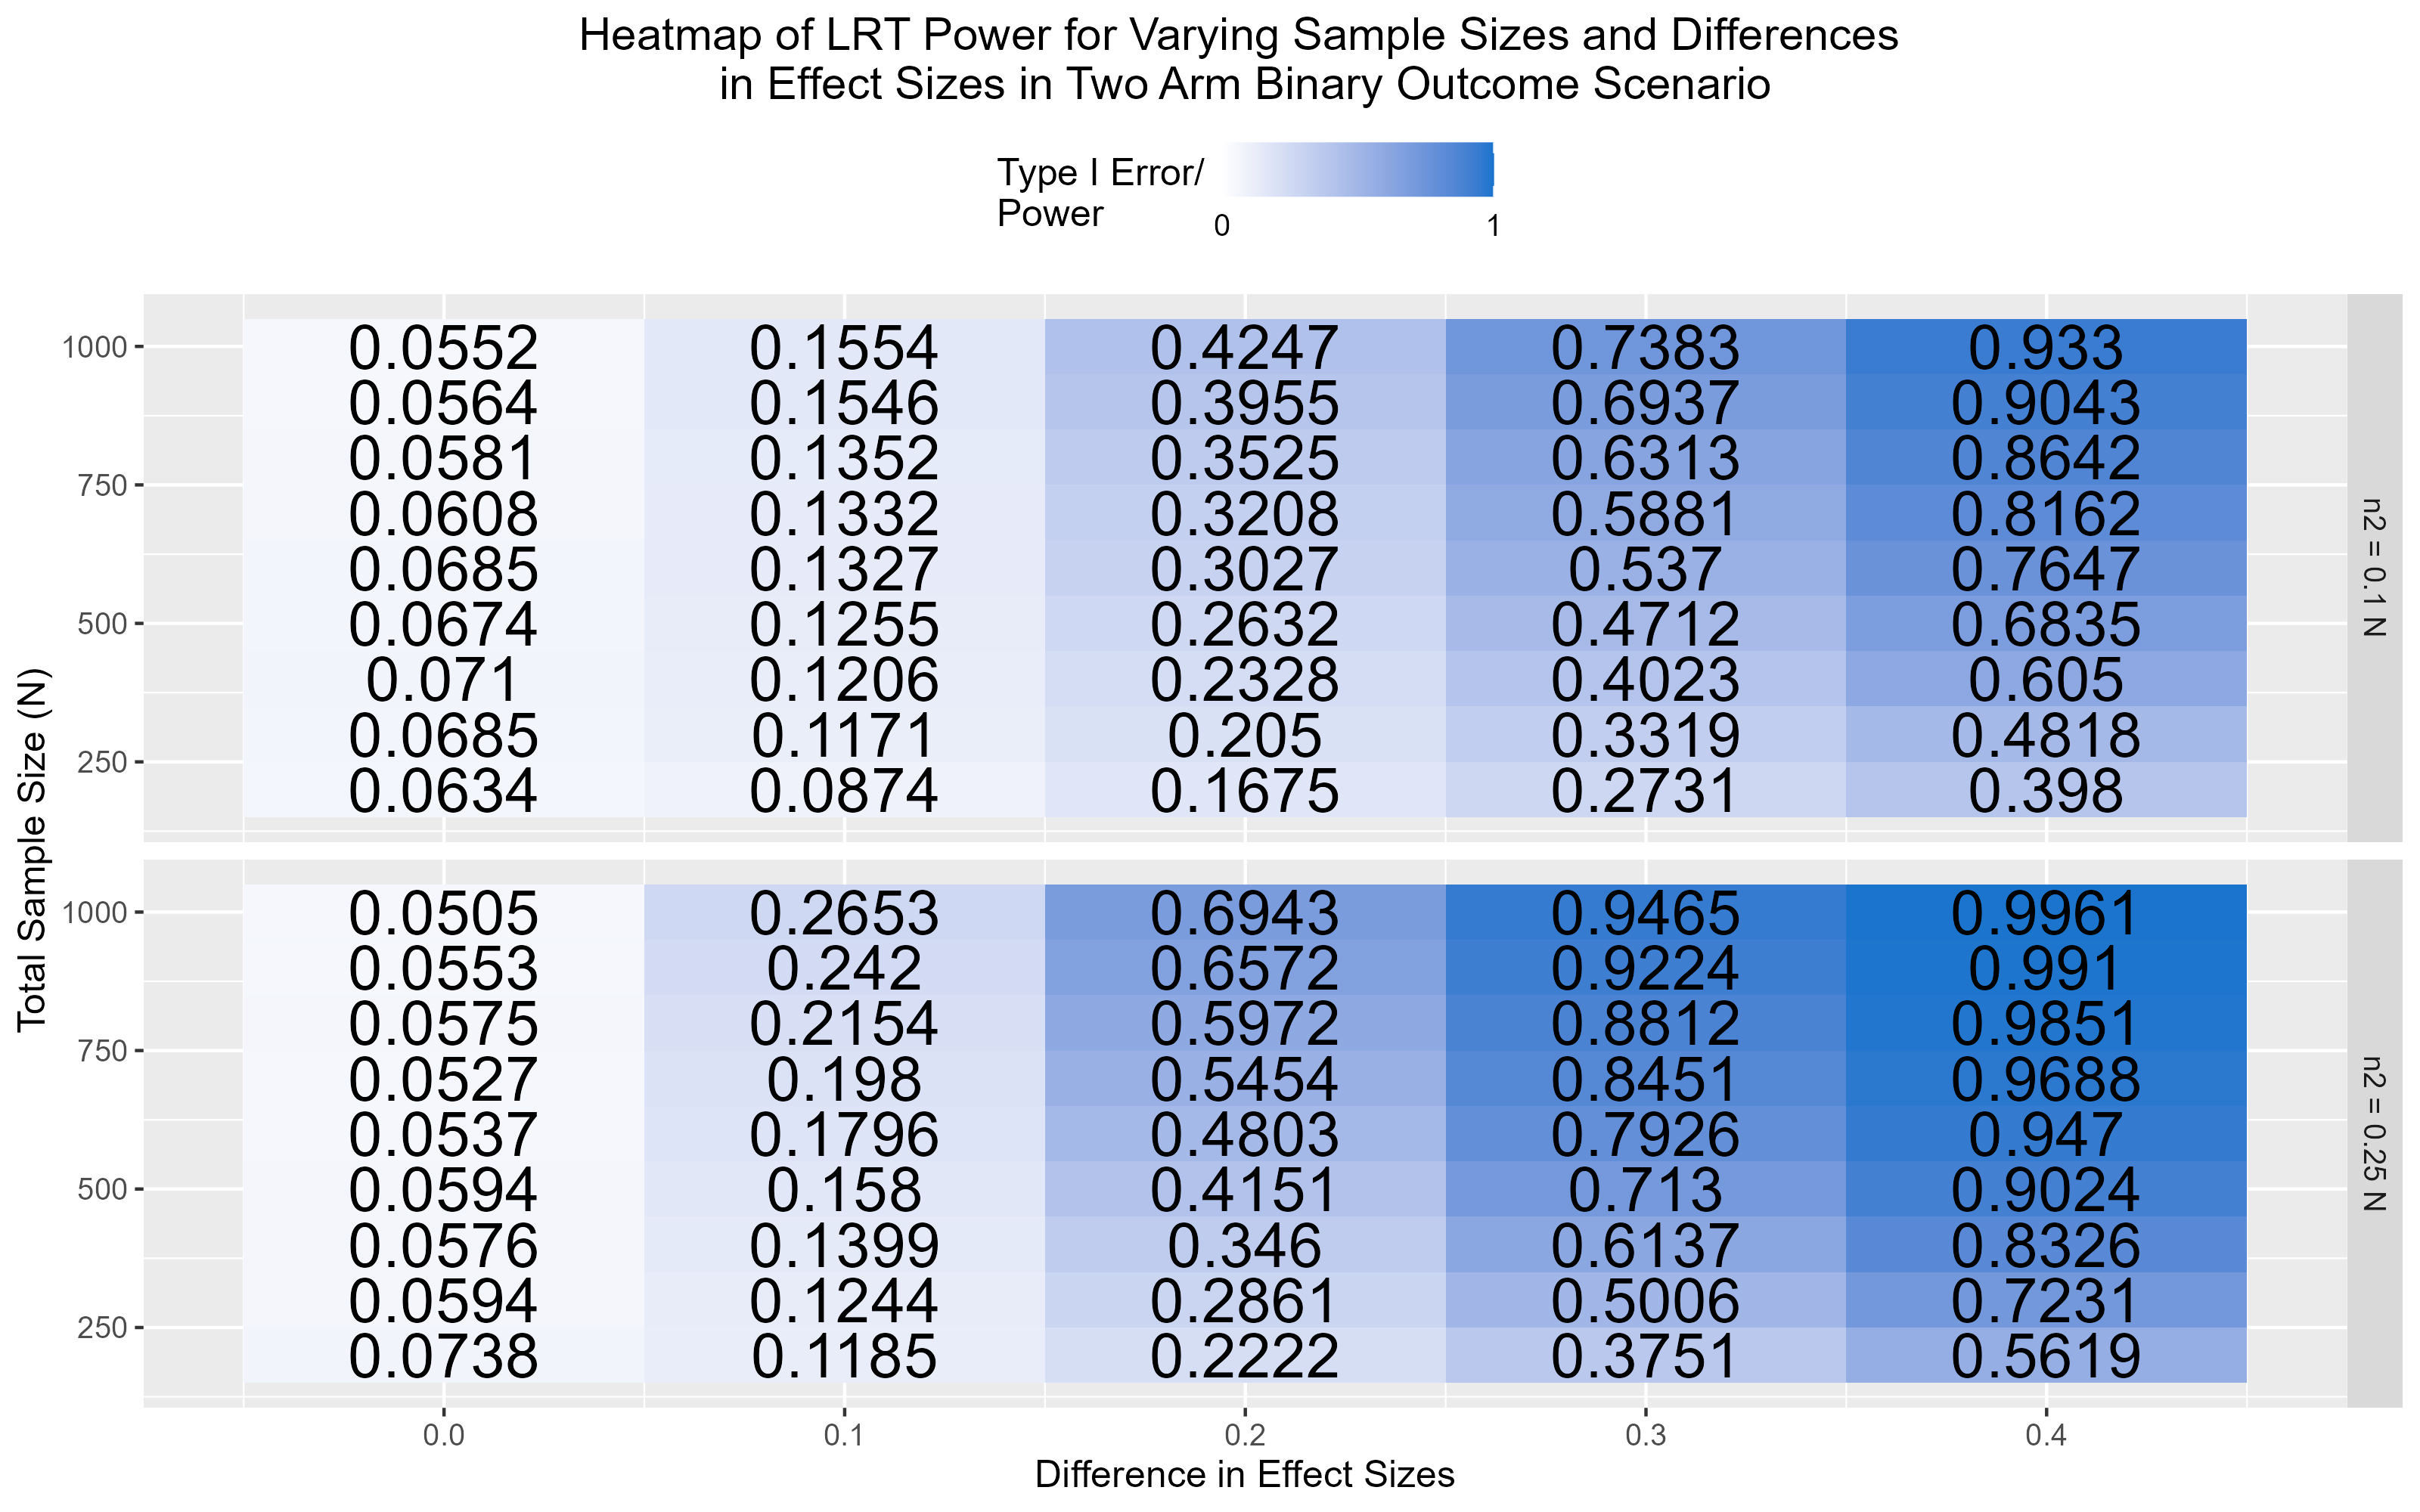 Heatmap of LRT Power for Varying Sample Sizes and Differences
in Effect Sizes in Two Arm Binary Outcome Scenario
Type I Error/
Power
0 1
Total Sample Size (N)
1000
750
500
250
0.0552 0.1554 0.4247 0.7383 0.933
0.0564 0.1546 0.3955 0.6937 0.9043
0.0581 0.1352 0.3525 0.6313 0.8642
0.0608 0.1332 0.3208 0.5881 0.8162
0.0685 0.1327 0.3027 0.537 0.7647
0.0674 0.1255 0.2632 0.4712 0.6835
0.071 0.1206 0.2328 0.4023 0.605
0.0685 0.1171 0.205 0.3319 0.4818
0.0634 0.0874 0.1675 0.2731 0.398
n2 = 0.1 N
1000
750
500
250
0.0505 0.2653 0.6943 0.9465 0.9961
0.0553 0.242 0.6572 0.9224 0.991
0.0575 0.2154 0.5972 0.8812 0.9851
0.0527 0.198 0.5454 0.8451 0.9688
0.0537 0.1796 0.4803 0.7926 0.947
0.0594 0.158 0.4151 0.713 0.9024
0.0576 0.1399 0.346 0.6137 0.8326
0.0594 0.1244 0.2861 0.5006 0.7231
0.0738 0.1185 0.2222 0.3751 0.5619
n2 = 0.25 N
0.0 0.1 0.2 0.3 0.4
Difference in Effect Sizes